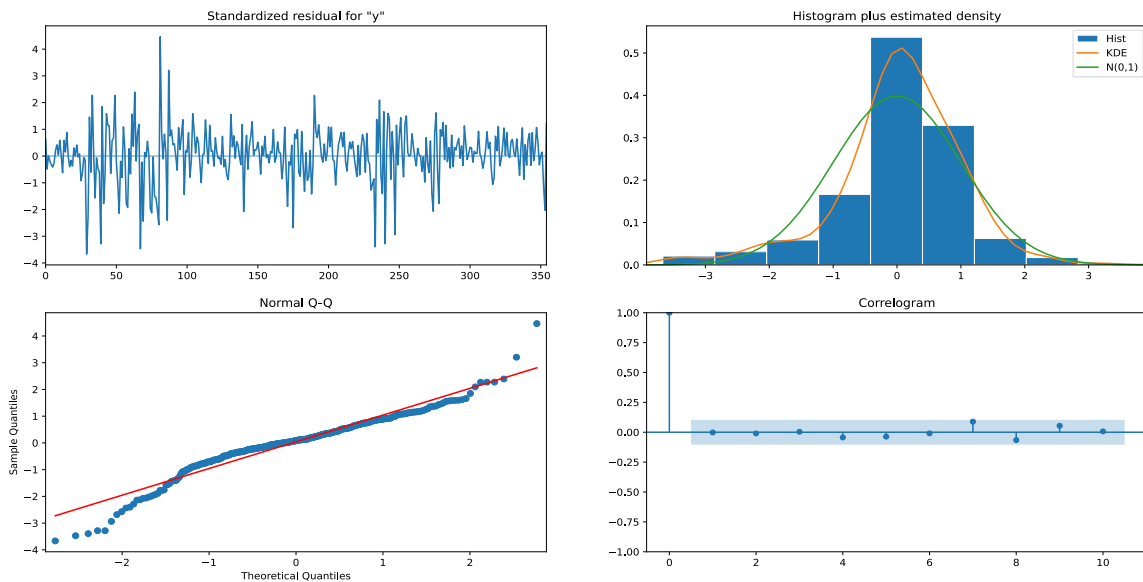 Standardized residual for "y"
4
3
2
1
0
−1
−2
−3
−4
0 50 100 150 200 250 300 350
Histogram plus estimated density
Hist
KDE
N(0,1)
0.5
0.4
0.3
0.2
0.1
0.0
−3 −2 −1 0 1 2 3
Normal Q-Q
Sample Quantiles
4
3
2
1
0
−1
−2
−3
−4
−2 −1 0 1 2
Theoretical Quantiles
Correlogram
1.00
0.75
0.50
0.25
0.00
−0.25
−0.50
−0.75
−1.00
0 2 4 6 8 10